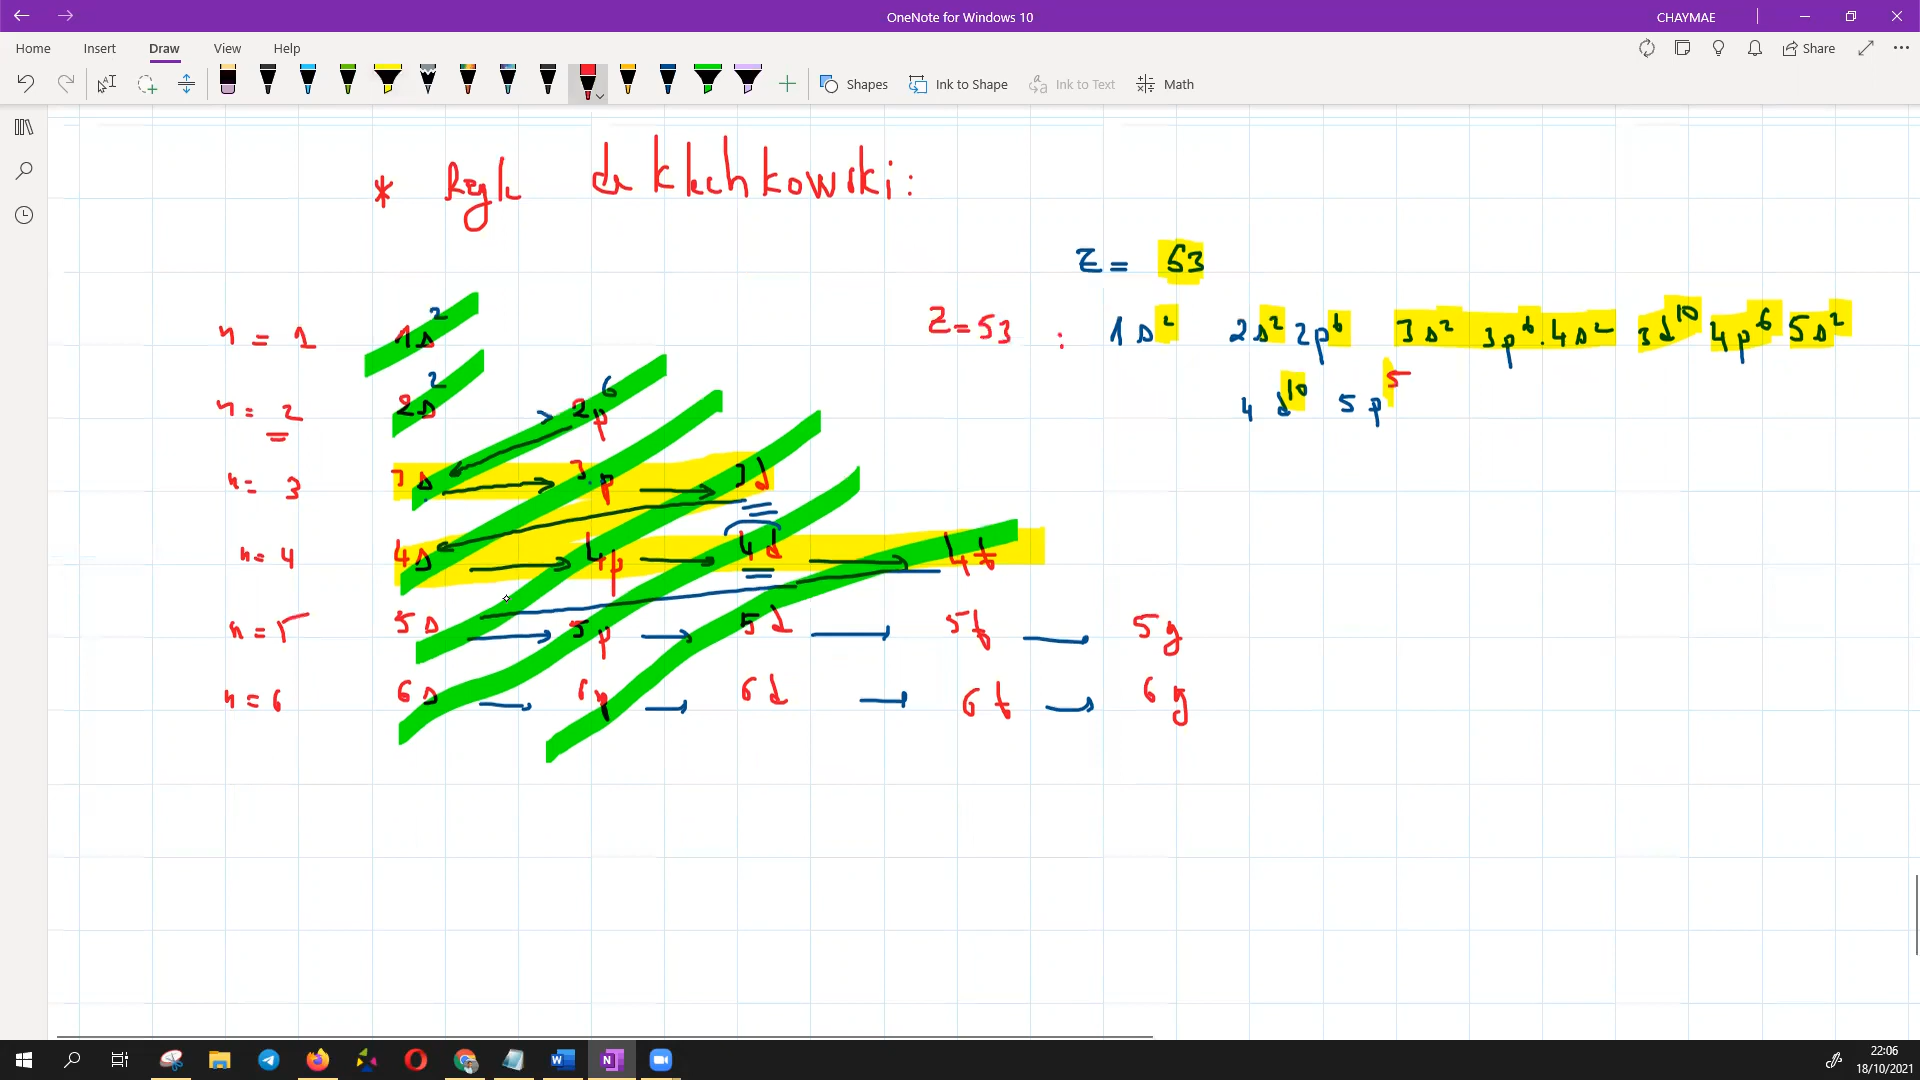 OneNote for Windows 10
CHAYMAE
Home Insert Draw View Help
Share
Shapes Ink to Shape Ink to Text Math
* Regle de Klechkowski:
Z = 53
Z=53 : 1s² 2s² 2p⁶ 3s² 3p⁶ . 4s² 3d¹⁰ 4p⁶ 5s²
4d¹⁰ 5p⁵
n = 1 1s²
n = 2 2s² → 2p⁶
n = 3 3s → 3p → 3d
n = 4 4s → 4p → 4d → 4f
n = 5 5s → 5p → 5d → 5f → 5g
n = 6 6s → 6p → 6d → 6f → 6g
22:06
18/10/2021